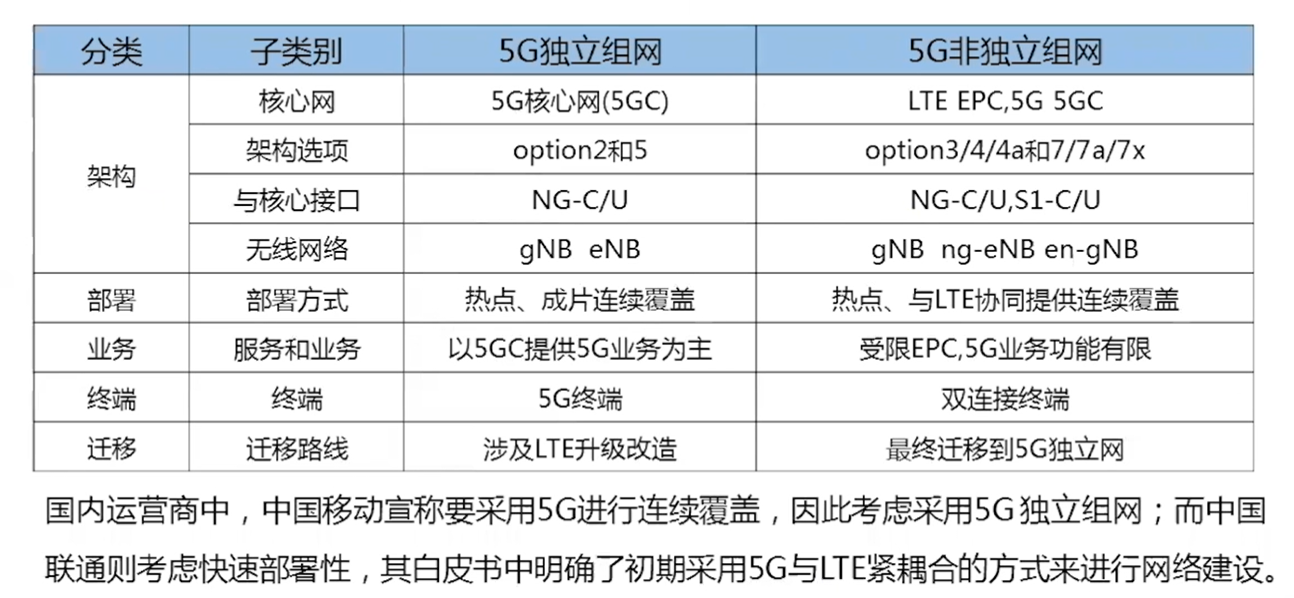 分类 子类别 5G独立组网 5G非独立组网
架构 核心网 5G核心网(5GC) LTE EPC,5G 5GC
架构选项 option2和5 option3/4/4a和7/7a/7x
与核心接口 NG-C/U NG-C/U,S1-C/U
无线网络 gNB eNB gNB ng-eNB en-gNB
部署 部署方式 热点、成片连续覆盖 热点、与LTE协同提供连续覆盖
业务 服务和业务 以5GC提供5G业务为主 受限EPC,5G业务功能有限
终端 终端 5G终端 双连接终端
迁移 迁移路线 涉及LTE升级改造 最终迁移到5G独立网
国内运营商中，中国移动宣称要采用5G进行连续覆盖，因此考虑采用5G 独立组网；而中国
联通则考虑快速部署性，其白皮书中明确了初期采用5G与LTE紧耦合的方式来进行网络建设。